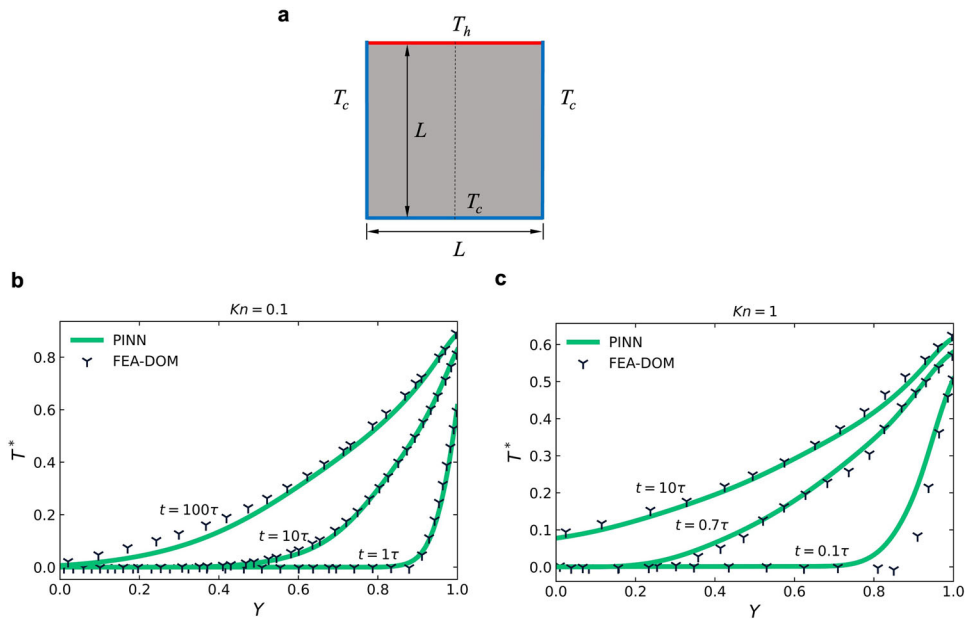 a
T_h
T_c
T_c
L
T_c
L
b
Kn = 0.1
PINN
FEA-DOM
T*
0.8
0.6
0.4
0.2
0.0
t = 100τ
t = 10τ
t = 1τ
0.0 0.2 0.4 0.6 0.8 1.0
Y
c
Kn = 1
PINN
FEA-DOM
T*
0.6
0.5
0.4
0.3
0.2
0.1
0.0
t = 10τ
t = 0.7τ
t = 0.1τ
0.0 0.2 0.4 0.6 0.8 1.0
Y